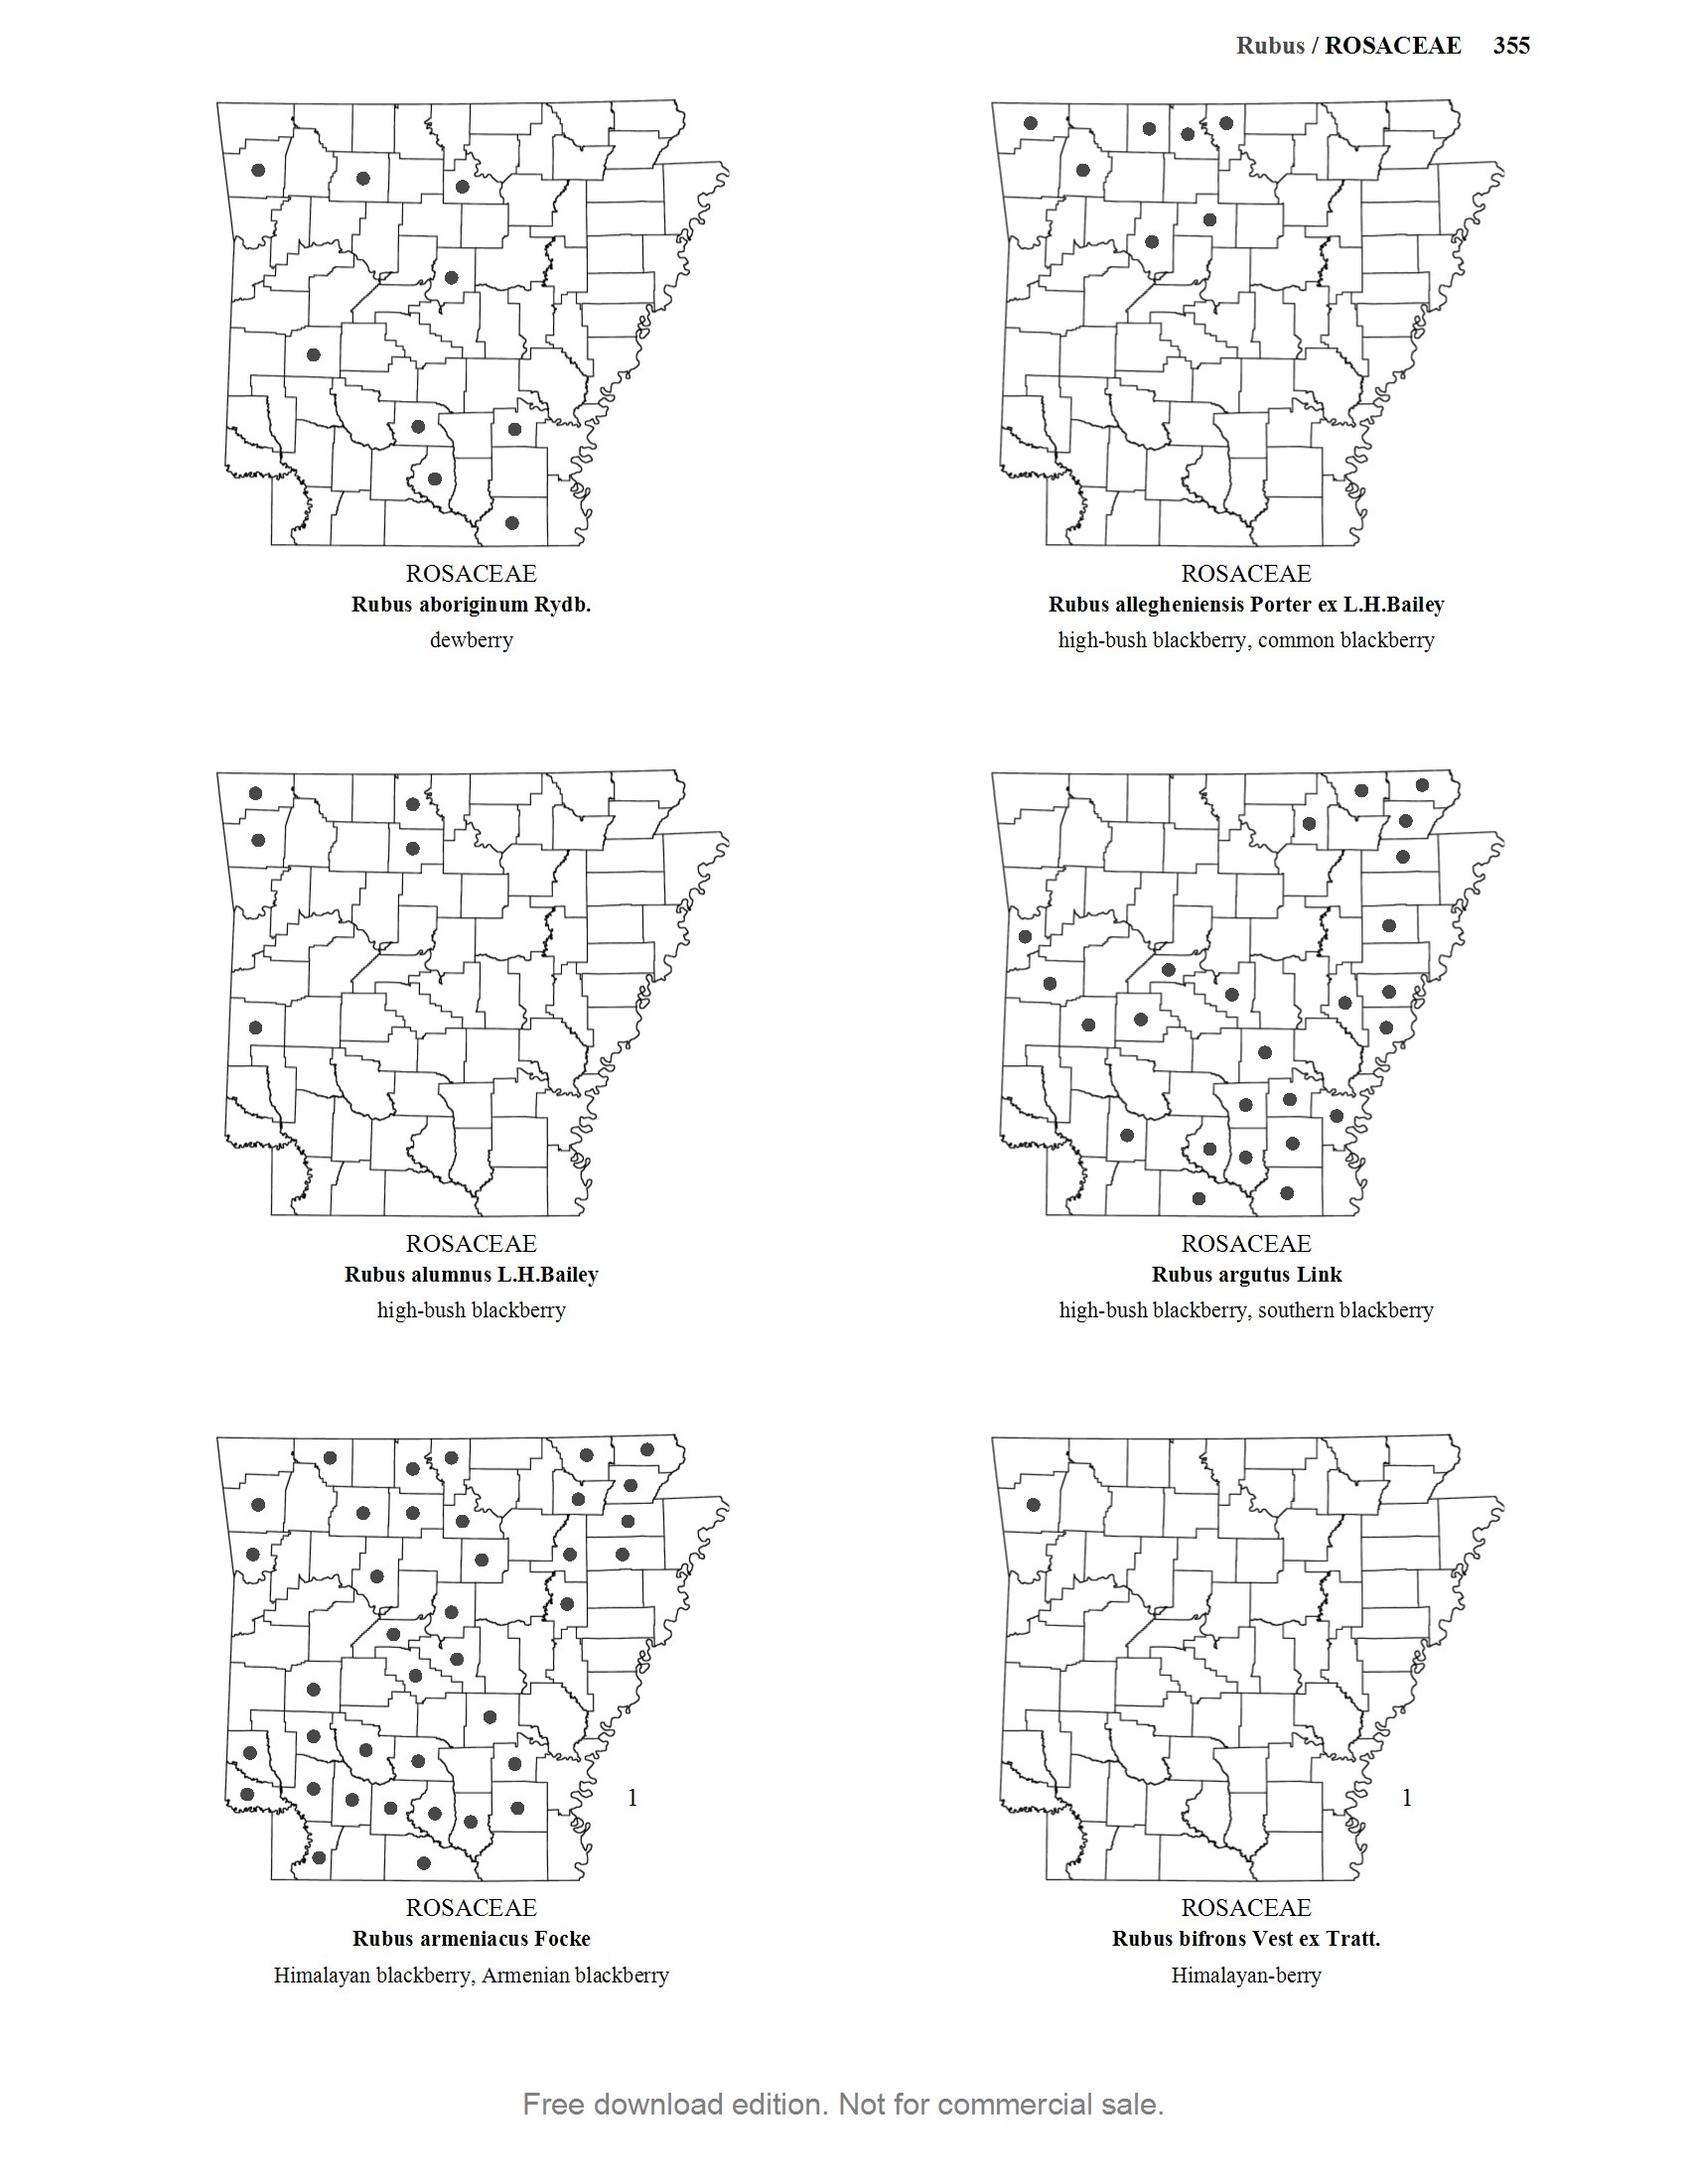 Rubus / ROSACEAE 355
ROSACEAE
Rubus aboriginum Rydb.
dewberry
ROSACEAE
Rubus allegheniensis Porter ex L.H.Bailey
high-bush blackberry, common blackberry
ROSACEAE
Rubus alumnus L.H.Bailey
high-bush blackberry
ROSACEAE
Rubus argutus Link
high-bush blackberry, southern blackberry
1
ROSACEAE
Rubus armeniacus Focke
Himalayan blackberry, Armenian blackberry
1
ROSACEAE
Rubus bifrons Vest ex Tratt.
Himalayan-berry
Free download edition. Not for commercial sale.